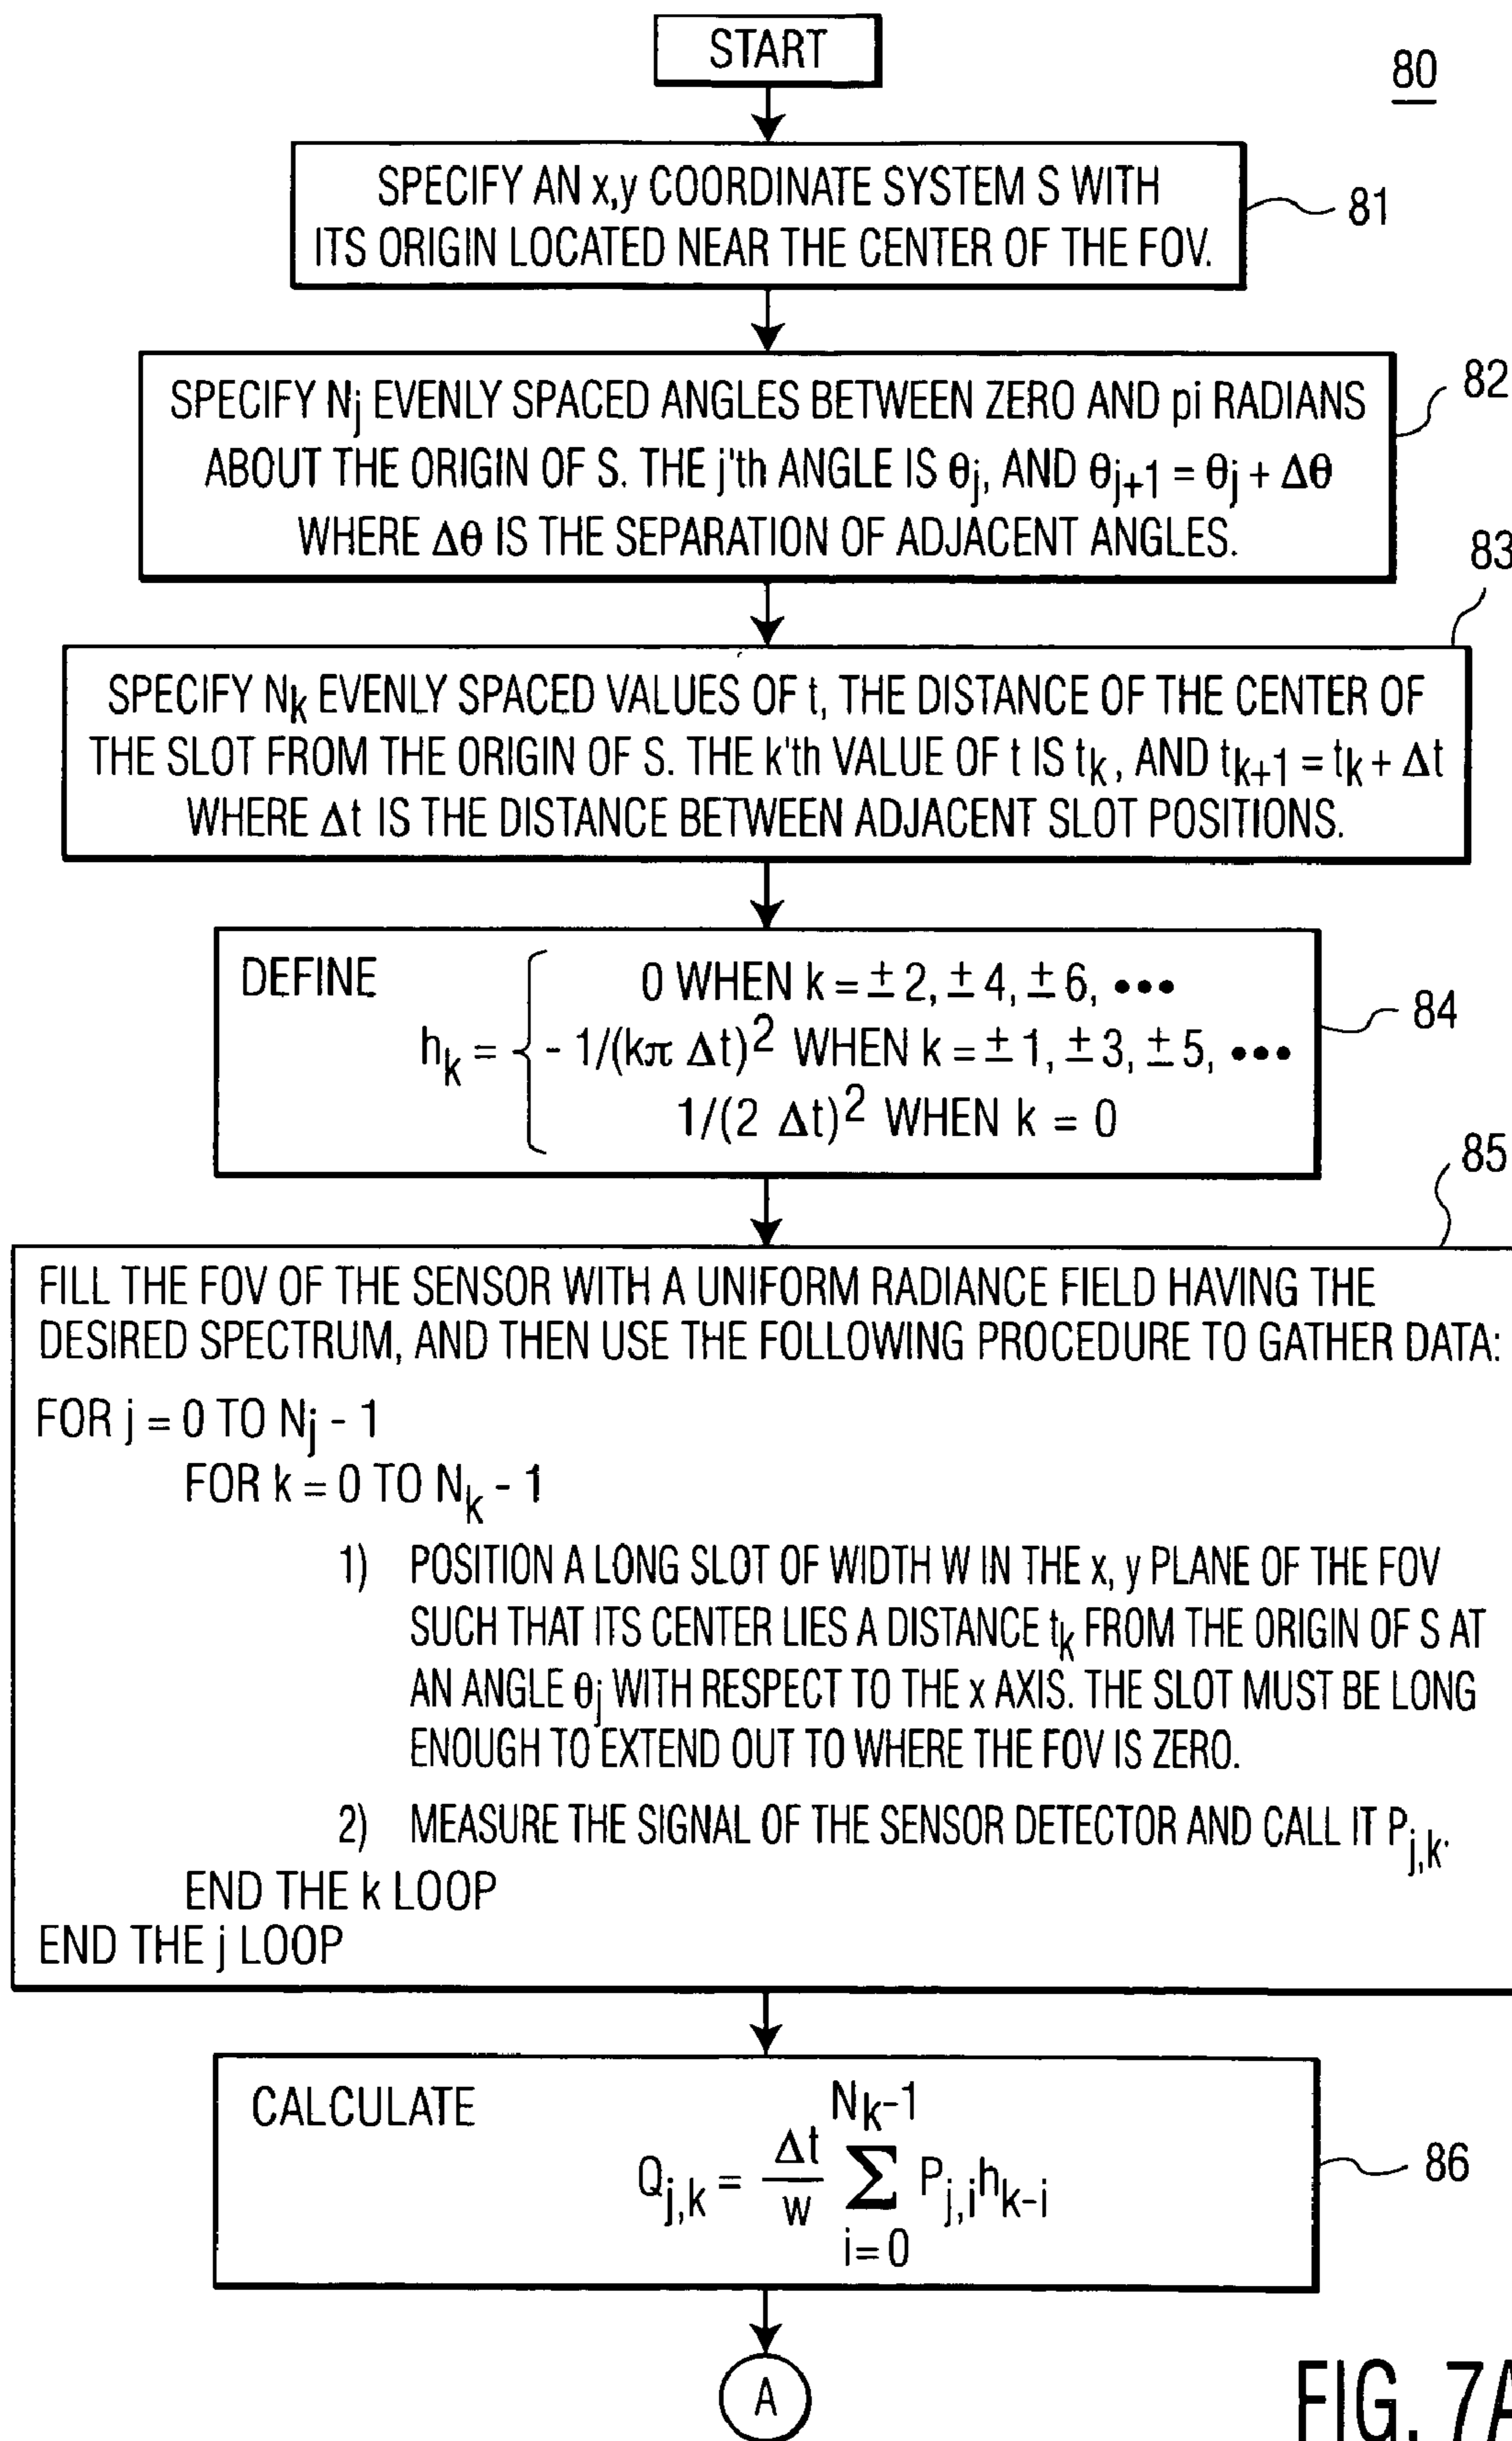 START
80
SPECIFY AN x,y COORDINATE SYSTEM S WITH
ITS ORIGIN LOCATED NEAR THE CENTER OF THE FOV.
81
SPECIFY Nj EVENLY SPACED ANGLES BETWEEN ZERO AND pi RADIANS
ABOUT THE ORIGIN OF S. THE j'th ANGLE IS θj, AND θj+1 = θj + Δθ
WHERE Δθ IS THE SEPARATION OF ADJACENT ANGLES.
82
83
SPECIFY Nk EVENLY SPACED VALUES OF t, THE DISTANCE OF THE CENTER OF
THE SLOT FROM THE ORIGIN OF S. THE k'th VALUE OF t IS tk, AND tk+1 = tk + Δt
WHERE Δt IS THE DISTANCE BETWEEN ADJACENT SLOT POSITIONS.
DEFINE
0 WHEN k = ± 2, ± 4, ± 6, •••
hk = { - 1/(kπ Δt)2 WHEN k = ± 1, ± 3, ± 5, •••
1/(2 Δt)2 WHEN k = 0
84
85
FILL THE FOV OF THE SENSOR WITH A UNIFORM RADIANCE FIELD HAVING THE
DESIRED SPECTRUM, AND THEN USE THE FOLLOWING PROCEDURE TO GATHER DATA:
FOR j = 0 TO Nj - 1
FOR k = 0 TO Nk - 1
1) POSITION A LONG SLOT OF WIDTH W IN THE x, y PLANE OF THE FOV
SUCH THAT ITS CENTER LIES A DISTANCE tk FROM THE ORIGIN OF S AT
AN ANGLE θj WITH RESPECT TO THE x AXIS. THE SLOT MUST BE LONG
ENOUGH TO EXTEND OUT TO WHERE THE FOV IS ZERO.
2) MEASURE THE SIGNAL OF THE SENSOR DETECTOR AND CALL IT Pj,k.
END THE k LOOP
END THE j LOOP
CALCULATE
Nk-1
Qj,k = Δt/w Σ Pj,i hk-i
i=0
86
A
FIG. 7A